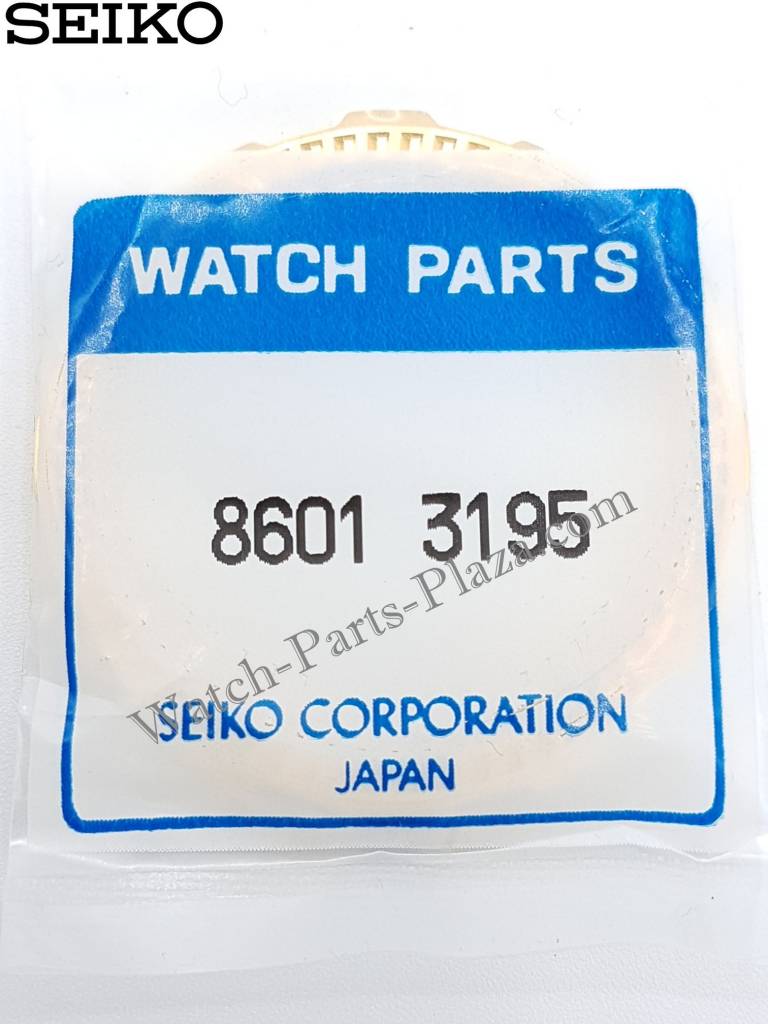 SEIKO
WATCH PARTS
8601 3195
Watch-Parts-Plaza.com
SEIKO CORPORATION
JAPAN